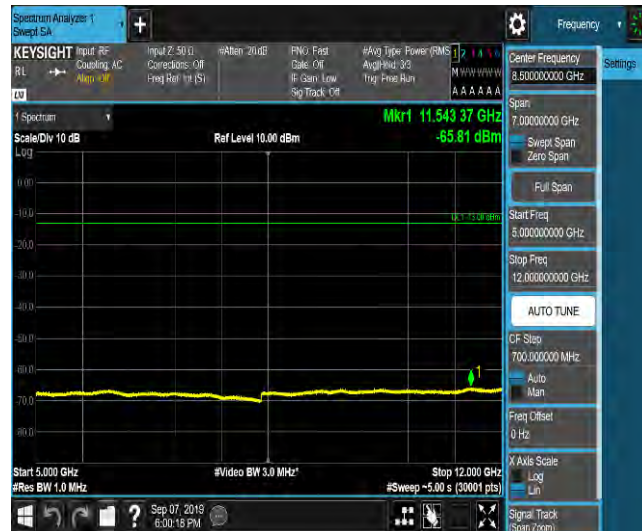 Spectrum Analyzer 1
Swept SA
Frequency
KEYSIGHT
Input: RF
Coupling: AC
Align: Off
Input Z: 50 Ω
Corrections: Off
Freq Ref: Int (S)
#Atten: 20 dB
PNO: Fast
Gate: Off
IF Gain: Low
Sig Track: Off
#Avg Type: Power (RMS
Avg|Hold: 3/3
Trig: Free Run
1 2 3 4 5 6
M W W W W W
A A A A A A
RL
LXI
1 Spectrum
Scale/Div 10 dB
Log
Ref Level 10.00 dBm
Mkr1 11.543 37 GHz
-65.81 dBm
0.00
-10.0
DL1 -13.00 dBm
-20.0
-30.0
-40.0
-50.0
-60.0
1
-70.0
-80.0
Start 5.000 GHz
#Video BW 3.0 MHz*
Stop 12.000 GHz
#Res BW 1.0 MHz
#Sweep ~5.00 s (30001 pts)
Sep 07, 2019
6:00:18 PM
?
Center Frequency
8.500000000 GHz
Settings
Span
7.00000000 GHz
Swept Span
Zero Span
Full Span
Start Freq
5.000000000 GHz
Stop Freq
12.000000000 GHz
AUTO TUNE
CF Step
700.000000 MHz
Auto
Man
Freq Offset
0 Hz
X Axis Scale
Log
Lin
Signal Track
(Span Zoom)